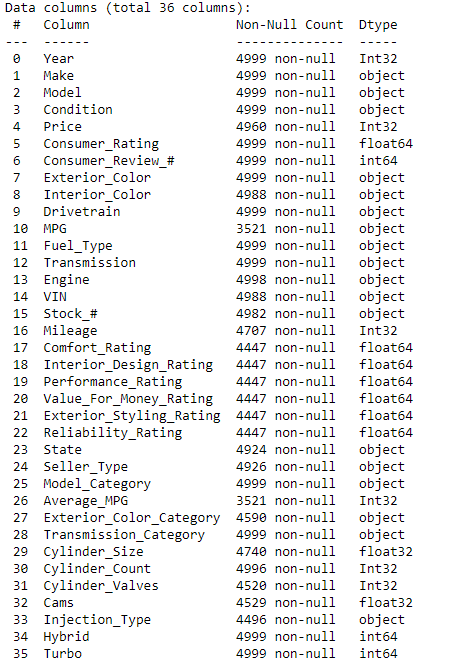 Data columns (total 36 columns):
 #   Column                    Non-Null Count  Dtype
---  ------                    --------------  -----
 0   Year                      4999 non-null   Int32
 1   Make                      4999 non-null   object
 2   Model                     4999 non-null   object
 3   Condition                 4999 non-null   object
 4   Price                     4960 non-null   Int32
 5   Consumer_Rating           4999 non-null   float64
 6   Consumer_Review_#         4999 non-null   int64
 7   Exterior_Color            4999 non-null   object
 8   Interior_Color            4988 non-null   object
 9   Drivetrain                4999 non-null   object
 10  MPG                       3521 non-null   object
 11  Fuel_Type                 4999 non-null   object
 12  Transmission              4999 non-null   object
 13  Engine                    4998 non-null   object
 14  VIN                       4988 non-null   object
 15  Stock_#                   4982 non-null   object
 16  Mileage                   4707 non-null   Int32
 17  Comfort_Rating            4447 non-null   float64
 18  Interior_Design_Rating    4447 non-null   float64
 19  Performance_Rating        4447 non-null   float64
 20  Value_For_Money_Rating    4447 non-null   float64
 21  Exterior_Styling_Rating   4447 non-null   float64
 22  Reliability_Rating        4447 non-null   float64
 23  State                     4924 non-null   object
 24  Seller_Type               4926 non-null   object
 25  Model_Category            4999 non-null   object
 26  Average_MPG               3521 non-null   Int32
 27  Exterior_Color_Category   4590 non-null   object
 28  Transmission_Category     4999 non-null   object
 29  Cylinder_Size             4740 non-null   float32
 30  Cylinder_Count            4996 non-null   Int32
 31  Cylinder_Valves           4520 non-null   Int32
 32  Cams                      4529 non-null   float32
 33  Injection_Type            4496 non-null   object
 34  Hybrid                    4999 non-null   int64
 35  Turbo                     4999 non-null   int64